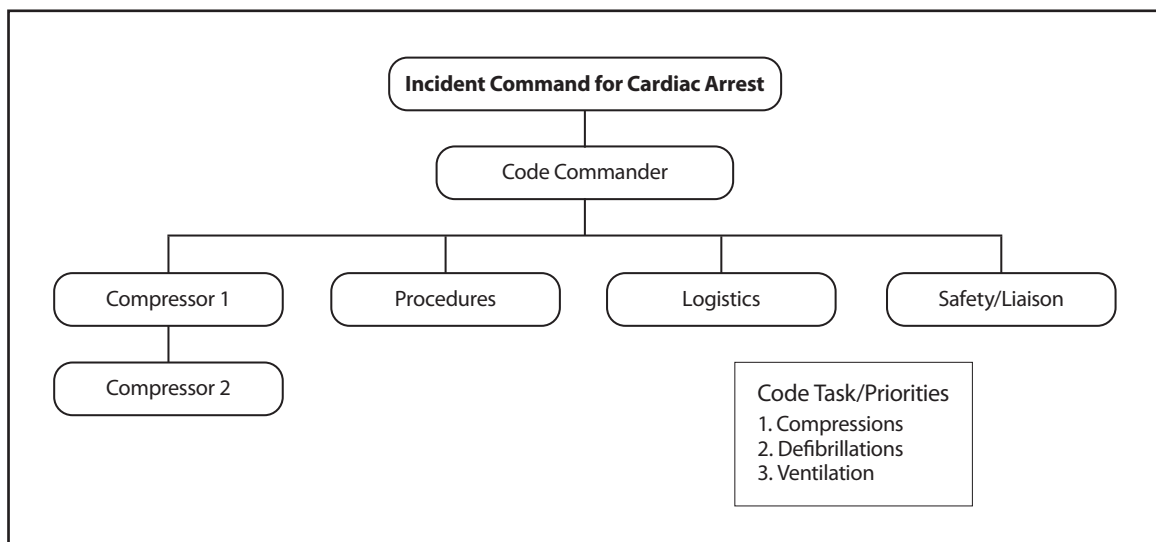 Incident Command for Cardiac Arrest
Code Commander
Compressor 1
Procedures
Logistics
Safety/Liaison
Compressor 2
Code Task/Priorities
1. Compressions
2. Defibrillations
3. Ventilation